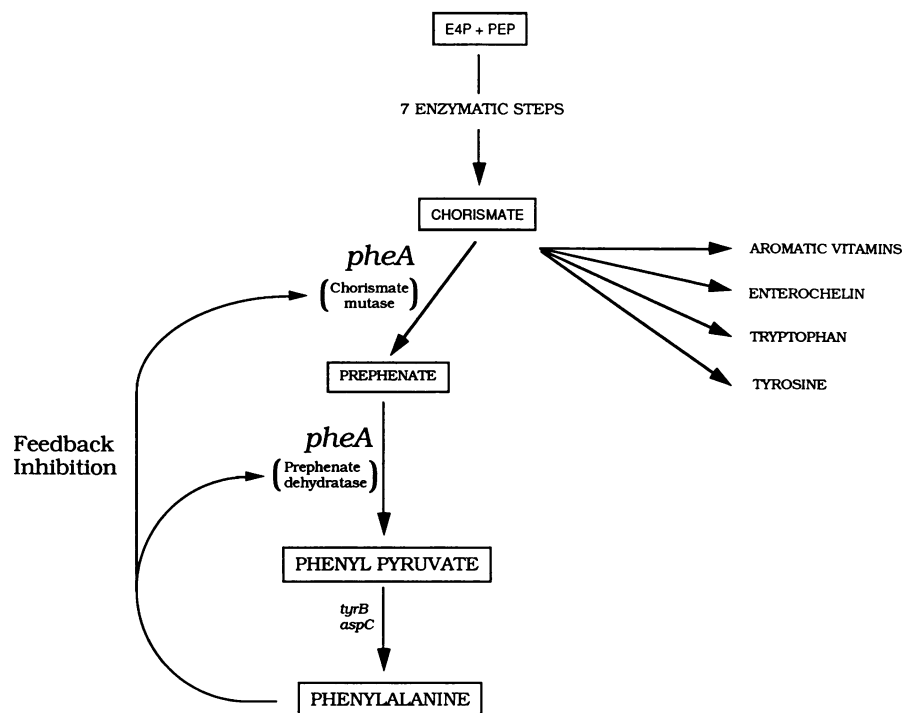 E4P + PEP
7 ENZYMATIC STEPS
CHORISMATE
pheA
(Chorismate
mutase)
AROMATIC VITAMINS
ENTEROCHELIN
TRYPTOPHAN
TYROSINE
PREPHENATE
Feedback
Inhibition
pheA
(Prephenate
dehydratase)
PHENYL PYRUVATE
tyrB
aspC
PHENYLALANINE